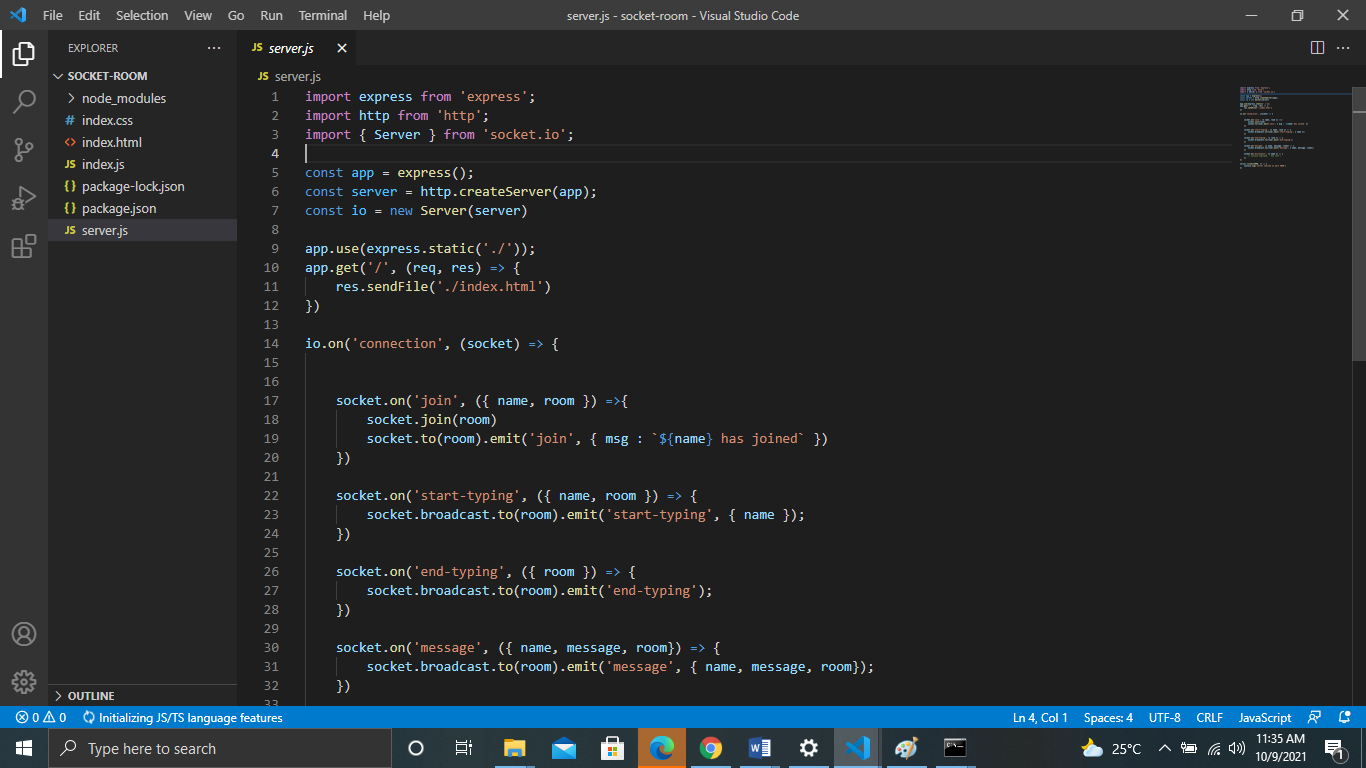 File Edit Selection View Go Run Terminal Help
server.js - socket-room - Visual Studio Code
EXPLORER
SOCKET-ROOM
node_modules
# index.css
<> index.html
JS index.js
{} package-lock.json
{} package.json
JS server.js
OUTLINE
JS server.js
JS server.js
1 import express from 'express';
2 import http from 'http';
3 import { Server } from 'socket.io';
4
5 const app = express();
6 const server = http.createServer(app);
7 const io = new Server(server)
8
9 app.use(express.static('./'));
10 app.get('/', (req, res) => {
11     res.sendFile('./index.html')
12 })
13
14 io.on('connection', (socket) => {
15
16
17     socket.on('join', ({ name, room }) =>{
18         socket.join(room)
19         socket.to(room).emit('join', { msg : `${name} has joined` })
20     })
21
22     socket.on('start-typing', ({ name, room }) => {
23         socket.broadcast.to(room).emit('start-typing', { name });
24     })
25
26     socket.on('end-typing', ({ room }) => {
27         socket.broadcast.to(room).emit('end-typing');
28     })
29
30     socket.on('message', ({ name, message, room}) => {
31         socket.broadcast.to(room).emit('message', { name, message, room});
32     })
33
0 0 Initializing JS/TS language features
Ln 4, Col 1 Spaces: 4 UTF-8 CRLF JavaScript
Type here to search
25°C
11:35 AM
10/9/2021
1